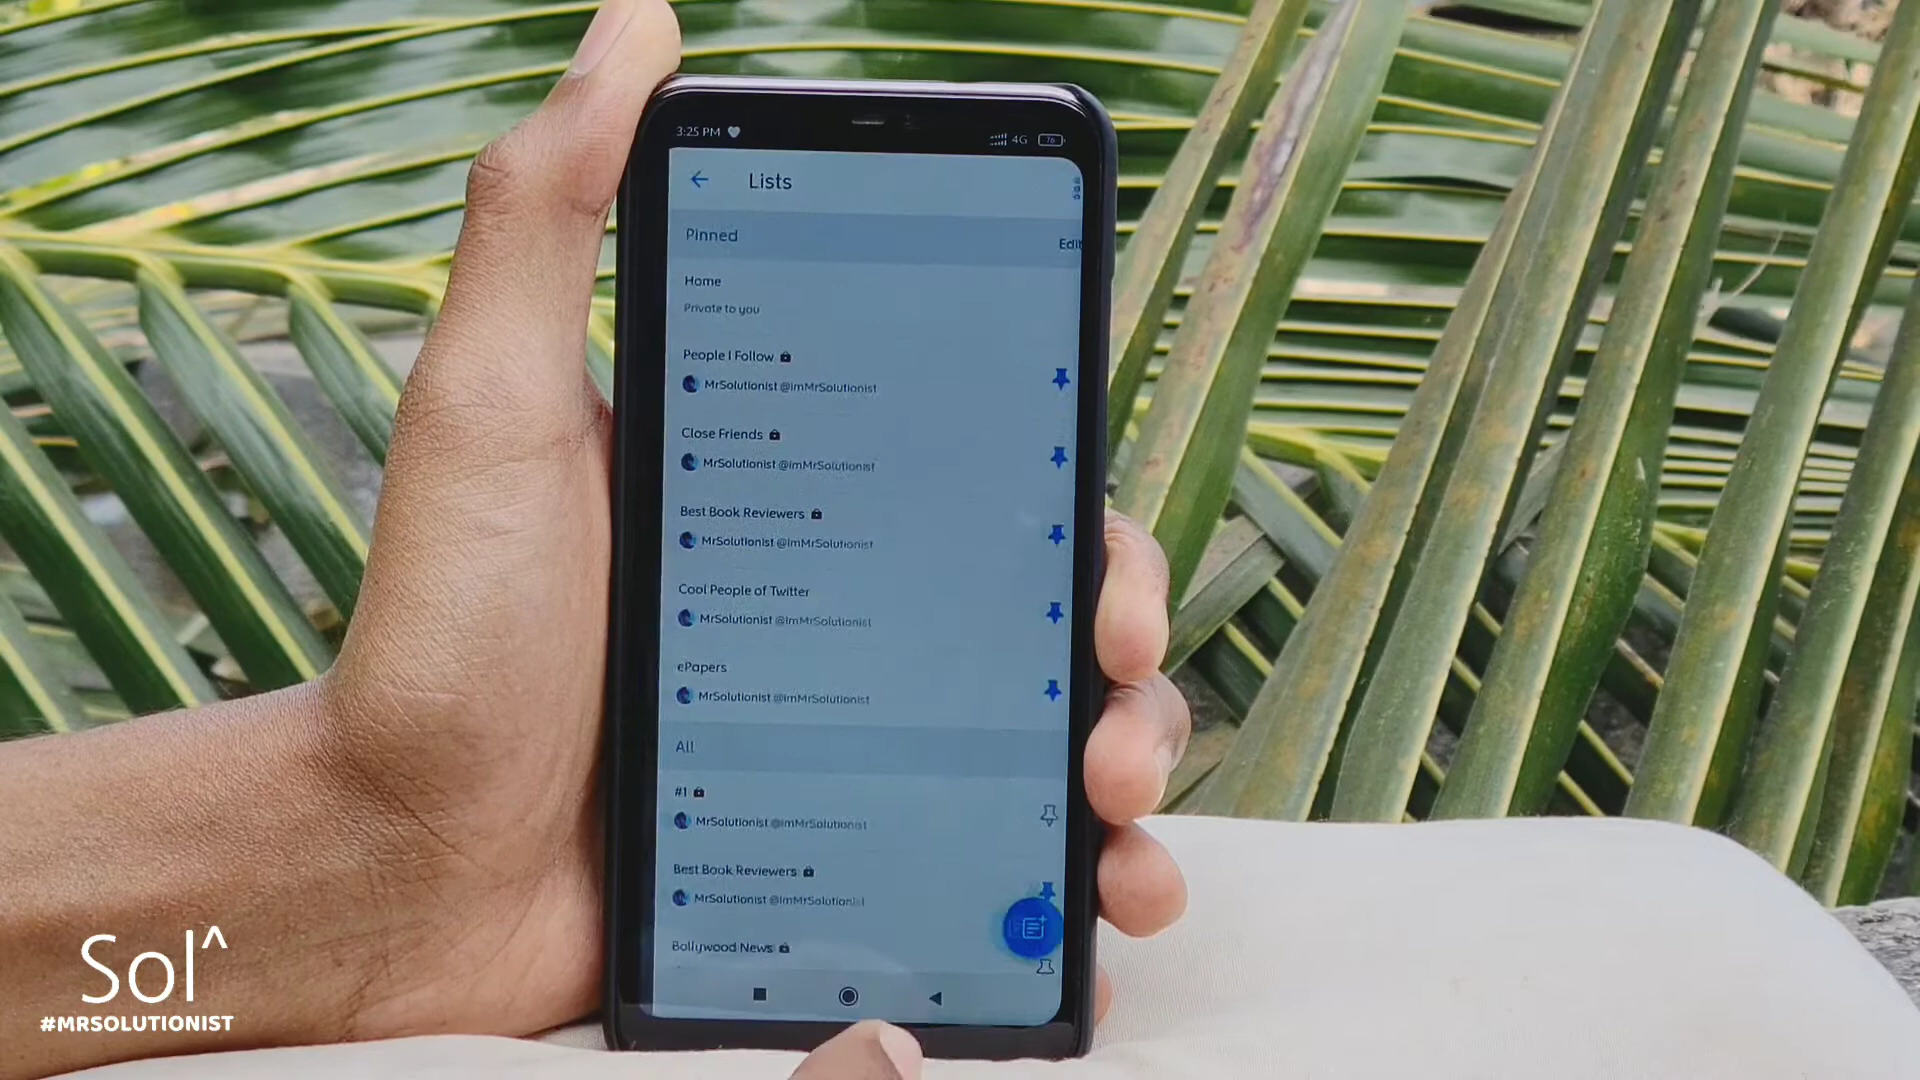 3:25 PM
4G
76
Lists
Pinned
Edit
Home
Private to you
People I Follow
MrSolutionist @imMrSolutionist
Close Friends
MrSolutionist @imMrSolutionist
Best Book Reviewers
MrSolutionist @imMrSolutionist
Cool People of Twitter
MrSolutionist @imMrSolutionist
ePapers
MrSolutionist @imMrSolutionist
All
#1
MrSolutionist @imMrSolutionist
Best Book Reviewers
MrSolutionist @imMrSolutionist
Bollywood News
Sol^
#MRSOLUTIONIST